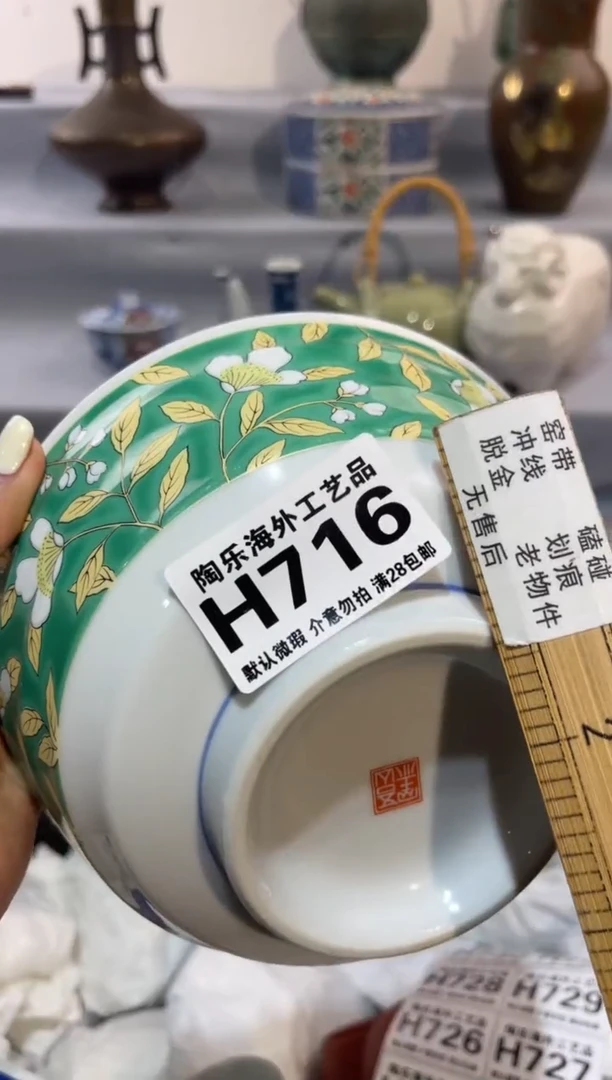 陶乐海外工艺品
H716
默认微瑕 介意勿拍 满28包邮
窑带 磕碰
冲线 划痕
脱金 老物件
无售后
2
H728
H729
H726
H727